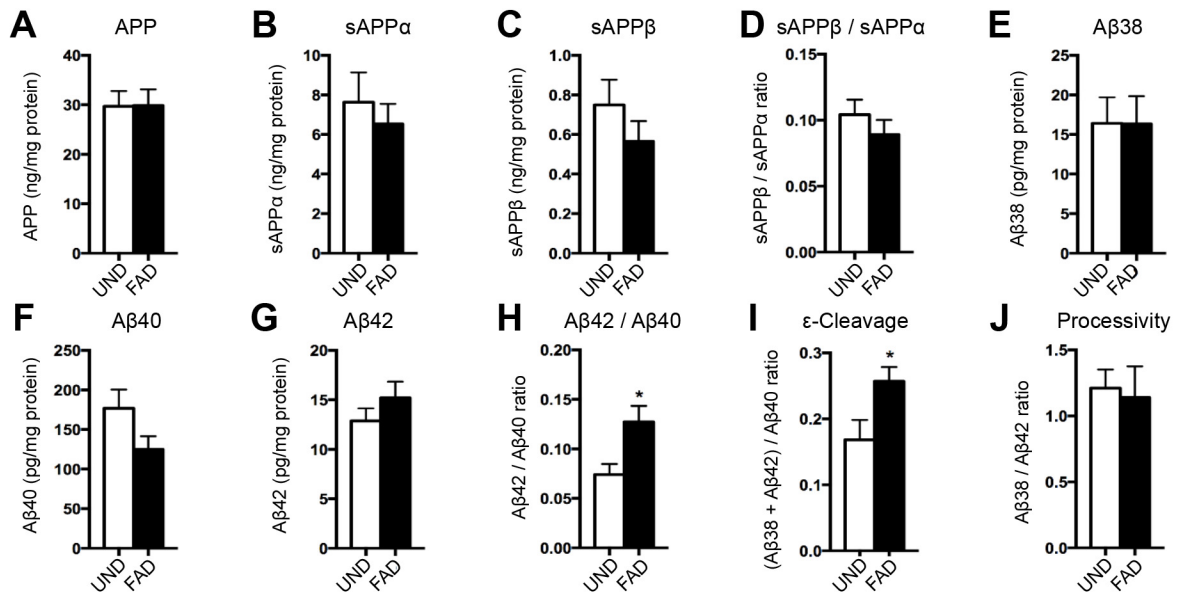 A APP
APP (ng/mg protein)
40
30
20
10
0
UND FAD
B sAPPα
sAPPα (ng/mg protein)
10
8
6
4
2
0
UND FAD
C sAPPβ
sAPPβ (ng/mg protein)
1.0
0.8
0.6
0.4
0.2
0.0
UND FAD
D sAPPβ / sAPPα
sAPPβ / sAPPα ratio
0.15
0.10
0.05
0.00
UND FAD
E Aβ38
Aβ38 (pg/mg protein)
25
20
15
10
5
0
UND FAD
F Aβ40
Aβ40 (pg/mg protein)
250
200
150
100
50
0
UND FAD
G Aβ42
Aβ42 (pg/mg protein)
20
15
10
5
0
UND FAD
H Aβ42 / Aβ40
Aβ42 / Aβ40 ratio
0.20
0.15
0.10
0.05
0.00
*
UND FAD
I ε-Cleavage
(Aβ38 + Aβ42) / Aβ40 ratio
0.3
0.2
0.1
0.0
*
UND FAD
J Processivity
Aβ38 / Aβ42 ratio
1.5
1.0
0.5
0.0
UND FAD